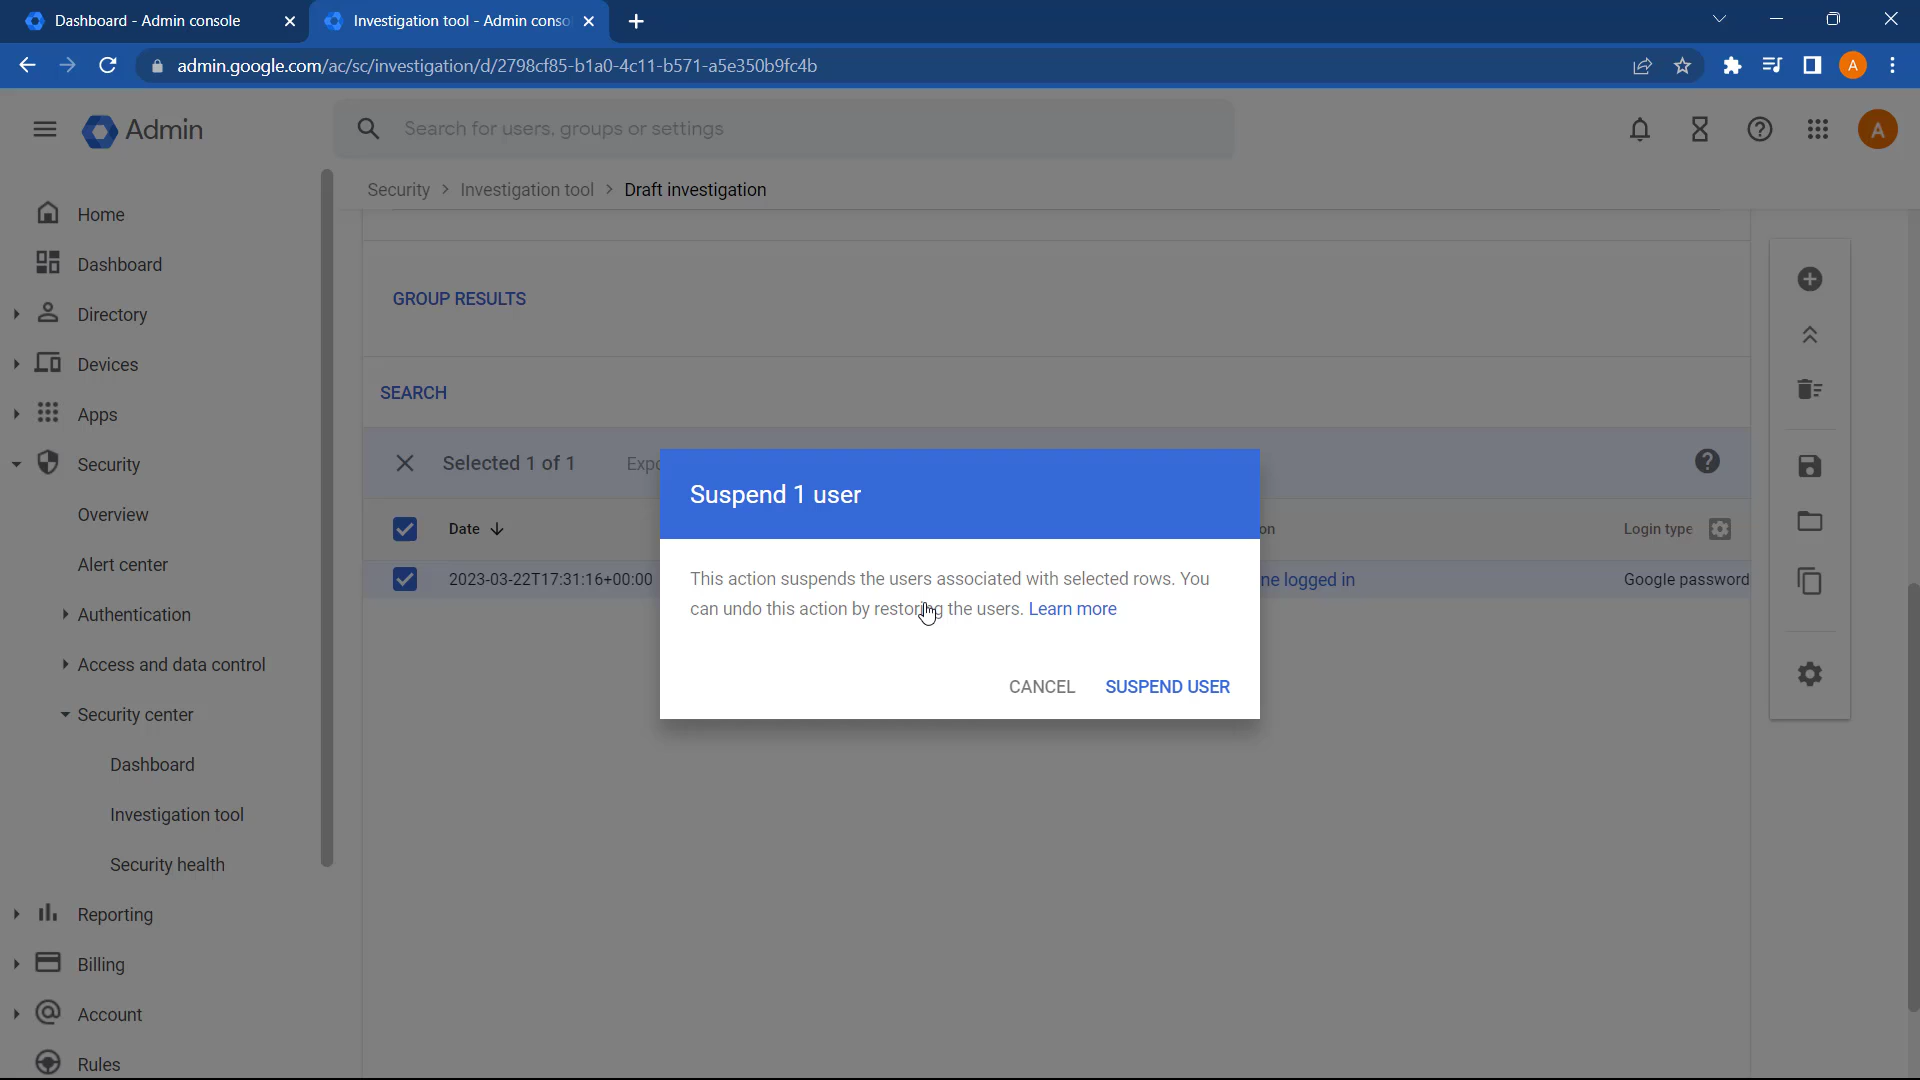 Dashboard - Admin console
Investigation tool - Admin conso
admin.google.com/ac/sc/investigation/d/2798cf85-b1a0-4c11-b571-a5e350b9fc4b
A
Admin
Search for users, groups or settings
A
Security > Investigation tool > Draft investigation
Home
Dashboard
Directory
Devices
Apps
Security
Overview
Alert center
Authentication
Access and data control
Security center
Dashboard
Investigation tool
Security health
Reporting
Billing
Account
Rules
GROUP RESULTS
SEARCH
Selected 1 of 1
Expo
Date
on
Login type
2023-03-22T17:31:16+00:00
ne logged in
Google password
Suspend 1 user
This action suspends the users associated with selected rows. You
can undo this action by restoring the users. Learn more
CANCEL
SUSPEND USER